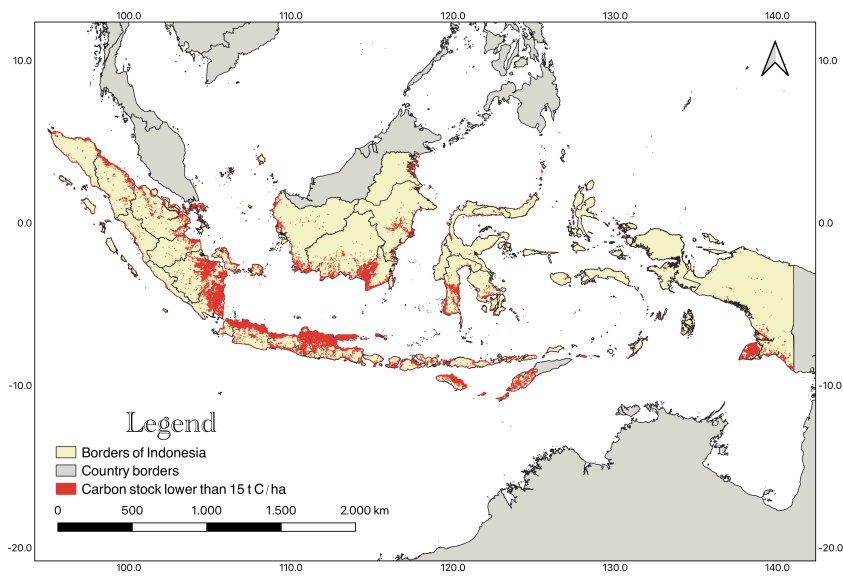 100.0 110.0 120.0 130.0 140.0
10.0 10.0
0.0 0.0
-10.0 -10.0
Legend
Borders of Indonesia
Country borders
Carbon stock lower than 15 t C/ha
0 500 1.000 1.500 2.000 km
-20.0 -20.0
100.0 110.0 120.0 130.0 140.0